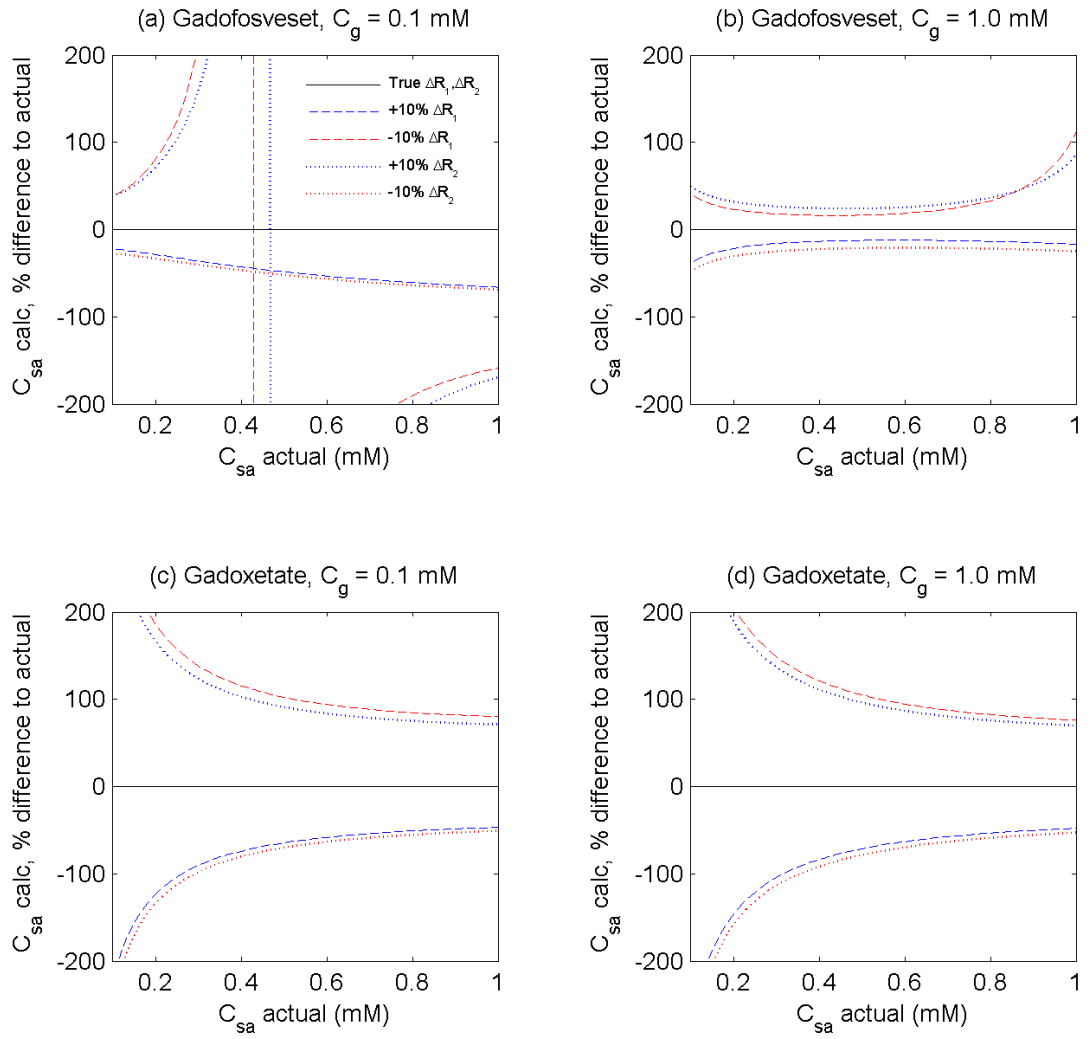 (a) Gadofosveset, C_g = 0.1 mM
200
100
0
-100
-200
C_sa calc, % difference to actual
True ΔR_1,ΔR_2
+10% ΔR_1
-10% ΔR_1
+10% ΔR_2
-10% ΔR_2
0.2 0.4 0.6 0.8 1
C_sa actual (mM)
(b) Gadofosveset, C_g = 1.0 mM
200
100
0
-100
-200
C_sa calc, % difference to actual
0.2 0.4 0.6 0.8 1
C_sa actual (mM)
(c) Gadoxetate, C_g = 0.1 mM
200
100
0
-100
-200
C_sa calc, % difference to actual
0.2 0.4 0.6 0.8 1
C_sa actual (mM)
(d) Gadoxetate, C_g = 1.0 mM
200
100
0
-100
-200
C_sa calc, % difference to actual
0.2 0.4 0.6 0.8 1
C_sa actual (mM)